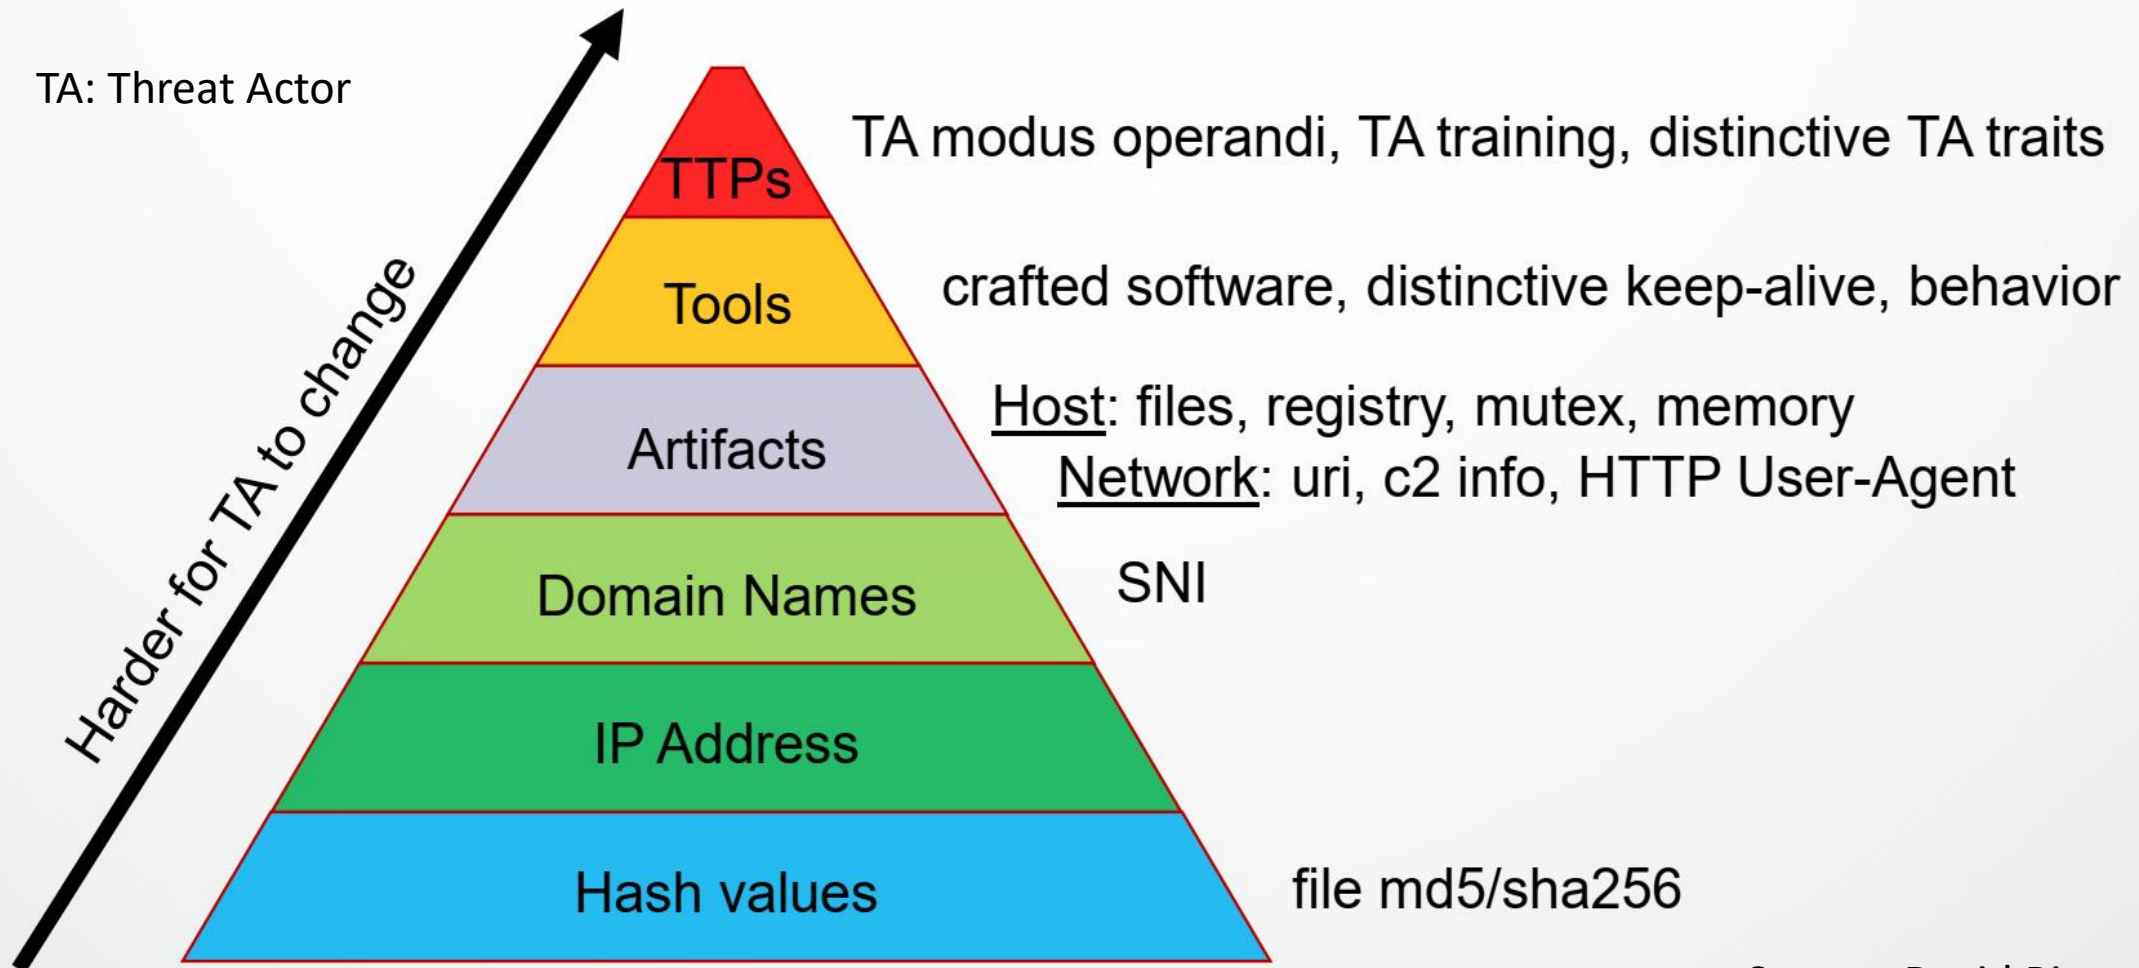 TA: Threat Actor
Harder for TA to change
TTPs
TA modus operandi, TA training, distinctive TA traits
Tools
crafted software, distinctive keep-alive, behavior
Artifacts
Host: files, registry, mutex, memory
Network: uri, c2 info, HTTP User-Agent
Domain Names
SNI
IP Address
Hash values
file md5/sha256